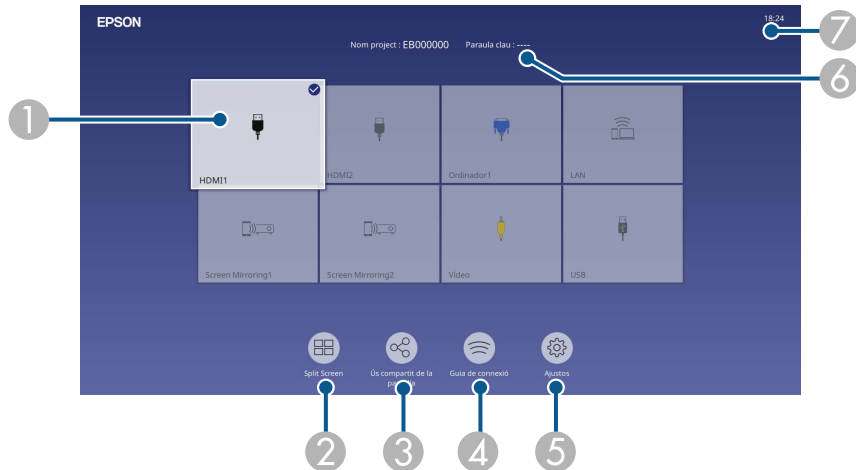 EPSON
18:24
Nom project : EB000000 Paraula clau : ----
7
6
1
HDMI1
HDMI2
Ordinador1
LAN
Screen Mirroring1
Screen Mirroring2
Vídeo
USB
Split Screen
Ús compartit de la
Guia de connexió
Ajustos
2
3
4
5